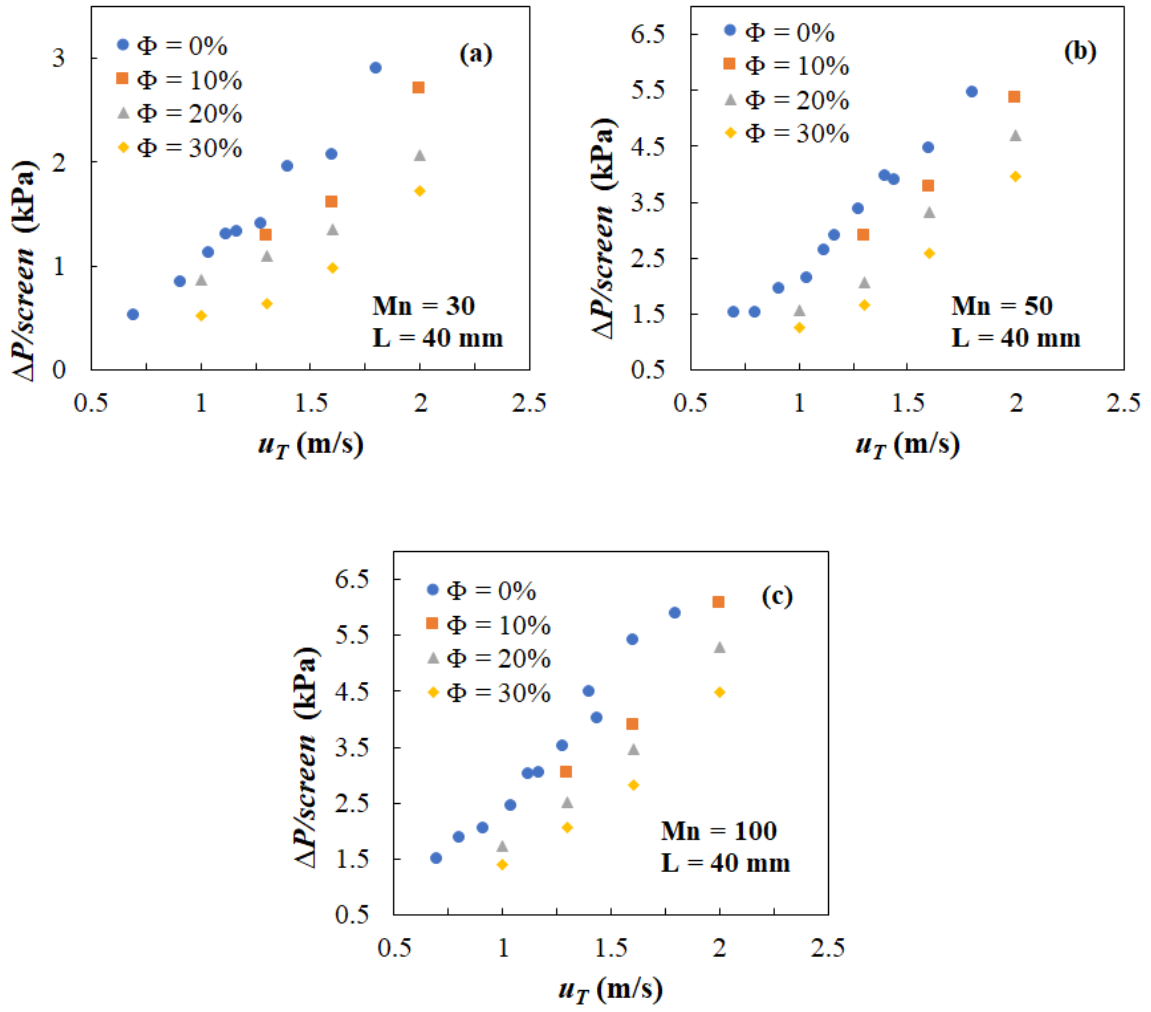 (a)
Φ = 0%
Φ = 10%
Φ = 20%
Φ = 30%
3
2
1
0
ΔP/screen (kPa)
Mn = 30
L = 40 mm
0.5 1 1.5 2 2.5
u_T (m/s)
(b)
Φ = 0%
Φ = 10%
Φ = 20%
Φ = 30%
6.5
5.5
4.5
3.5
2.5
1.5
0.5
ΔP/screen (kPa)
Mn = 50
L = 40 mm
0.5 1 1.5 2 2.5
u_T (m/s)
(c)
Φ = 0%
Φ = 10%
Φ = 20%
Φ = 30%
6.5
5.5
4.5
3.5
2.5
1.5
0.5
ΔP/screen (kPa)
Mn = 100
L = 40 mm
0.5 1 1.5 2 2.5
u_T (m/s)